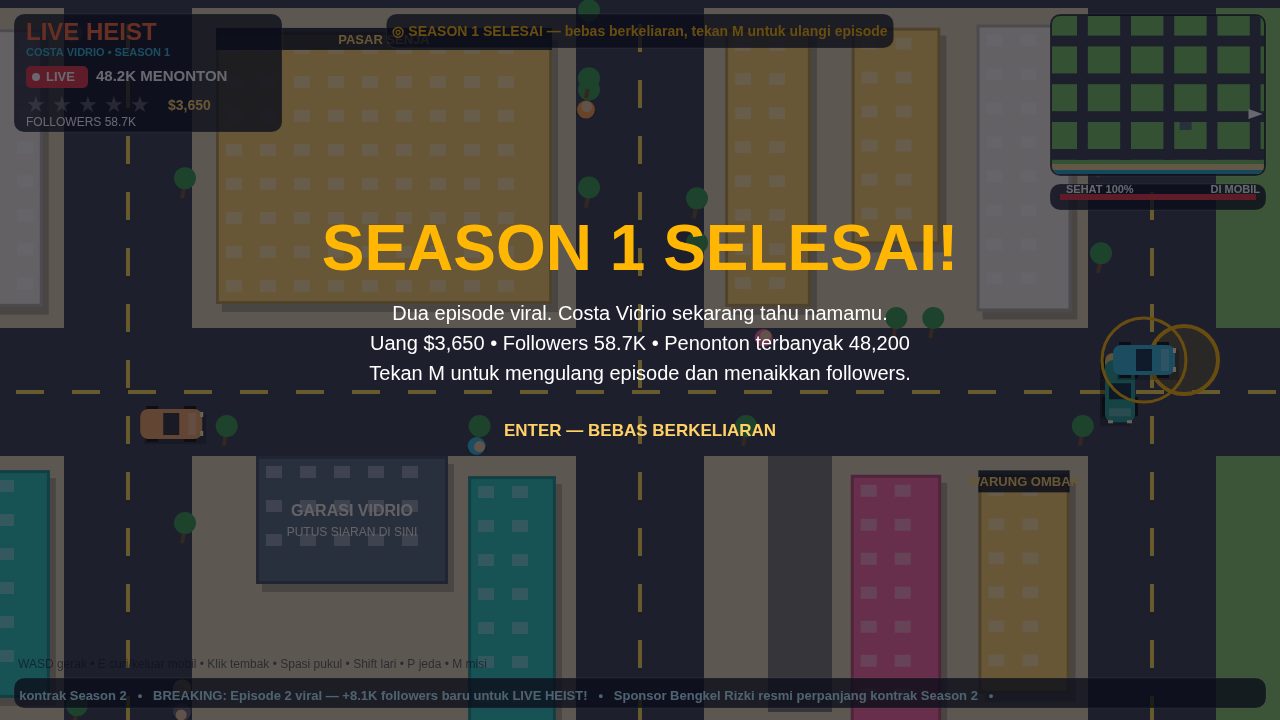 LIVE HEIST
COSTA VIDRIO • SEASON 1
LIVE
48.2K MENONTON
$3,650
FOLLOWERS 58.7K
PASAR SENJA
◎ SEASON 1 SELESAI — bebas berkeliaran, tekan M untuk ulangi episode
SEHAT 100%
DI MOBIL
SEASON 1 SELESAI!
Dua episode viral. Costa Vidrio sekarang tahu namamu.
Uang $3,650 • Followers 58.7K • Penonton terbanyak 48,200
Tekan M untuk mengulang episode dan menaikkan followers.
ENTER — BEBAS BERKELIARAN
WARUNG OMBAK
GARASI VIDRIO
PUTUS SIARAN DI SINI
WASD gerak • E curi/keluar mobil • Klik tembak • Spasi pukul • Shift lari • P jeda • M misi
kontrak Season 2 • BREAKING: Episode 2 viral — +8.1K followers baru untuk LIVE HEIST! • Sponsor Bengkel Rizki resmi perpanjang kontrak Season 2 •